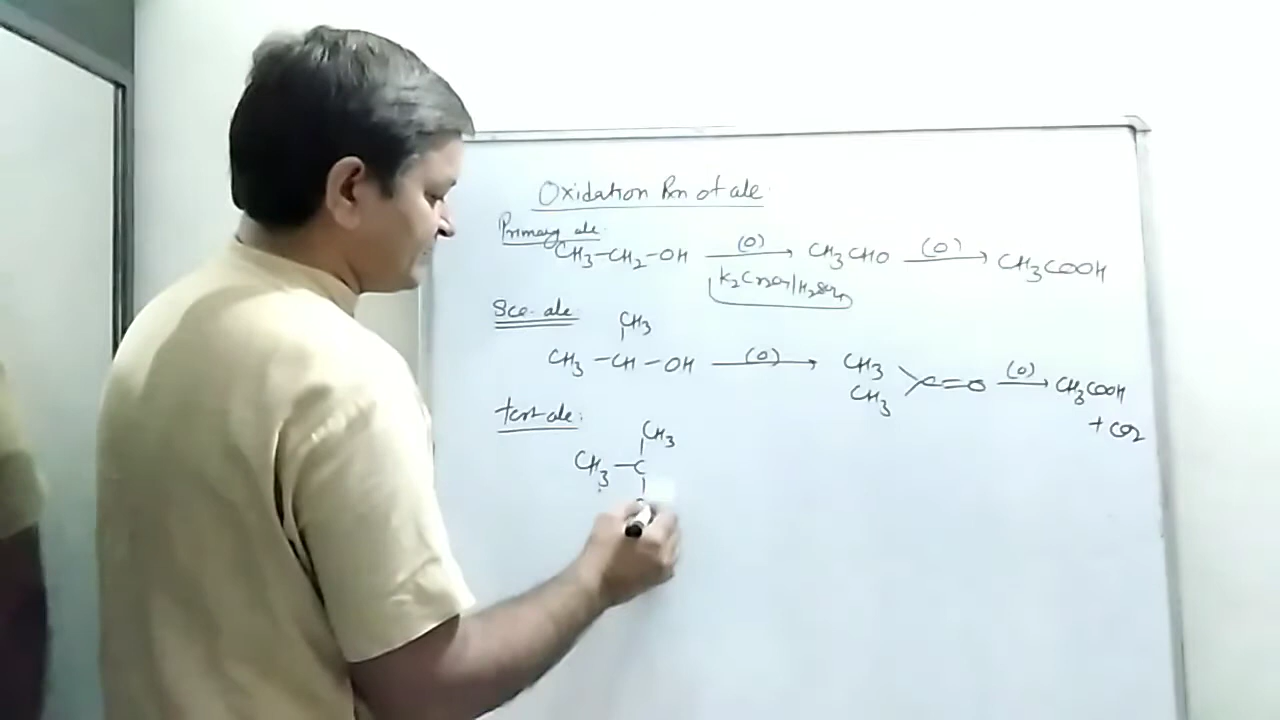 Oxidation Rn of alc.
Primary alc.
CH3-CH2-OH (O) → CH3CHO (O) → CH3COOH
K2Cr2O7/H2SO4
Sec. alc.
CH3
CH3-CH-OH (O) → CH3 CH3 >C=O (O) → CH3COOH
+ CO2
tert alc:
CH3
CH3-C